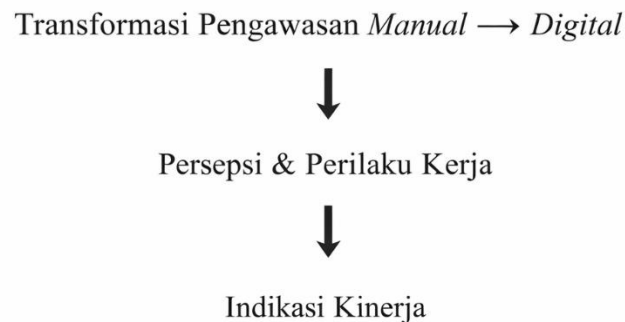 Transformasi Pengawasan Manual → Digital
Persepsi & Perilaku Kerja
Indikasi Kinerja